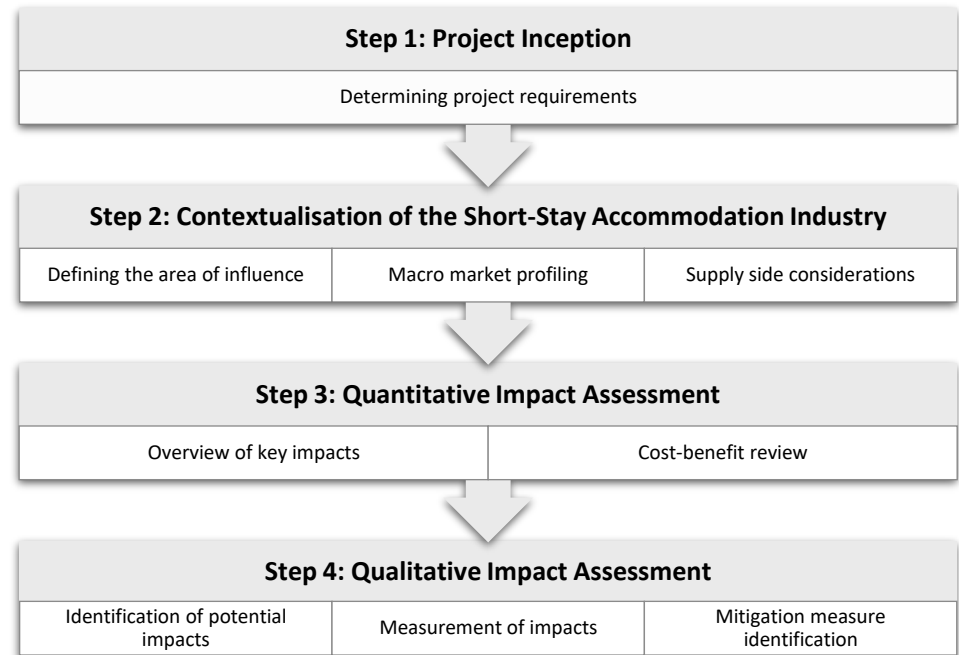 Step 1: Project Inception
Determining project requirements
Step 2: Contextualisation of the Short-Stay Accommodation Industry
Defining the area of influence
Macro market profiling
Supply side considerations
Step 3: Quantitative Impact Assessment
Overview of key impacts
Cost-benefit review
Step 4: Qualitative Impact Assessment
Identification of potential
impacts
Measurement of impacts
Mitigation measure
identification